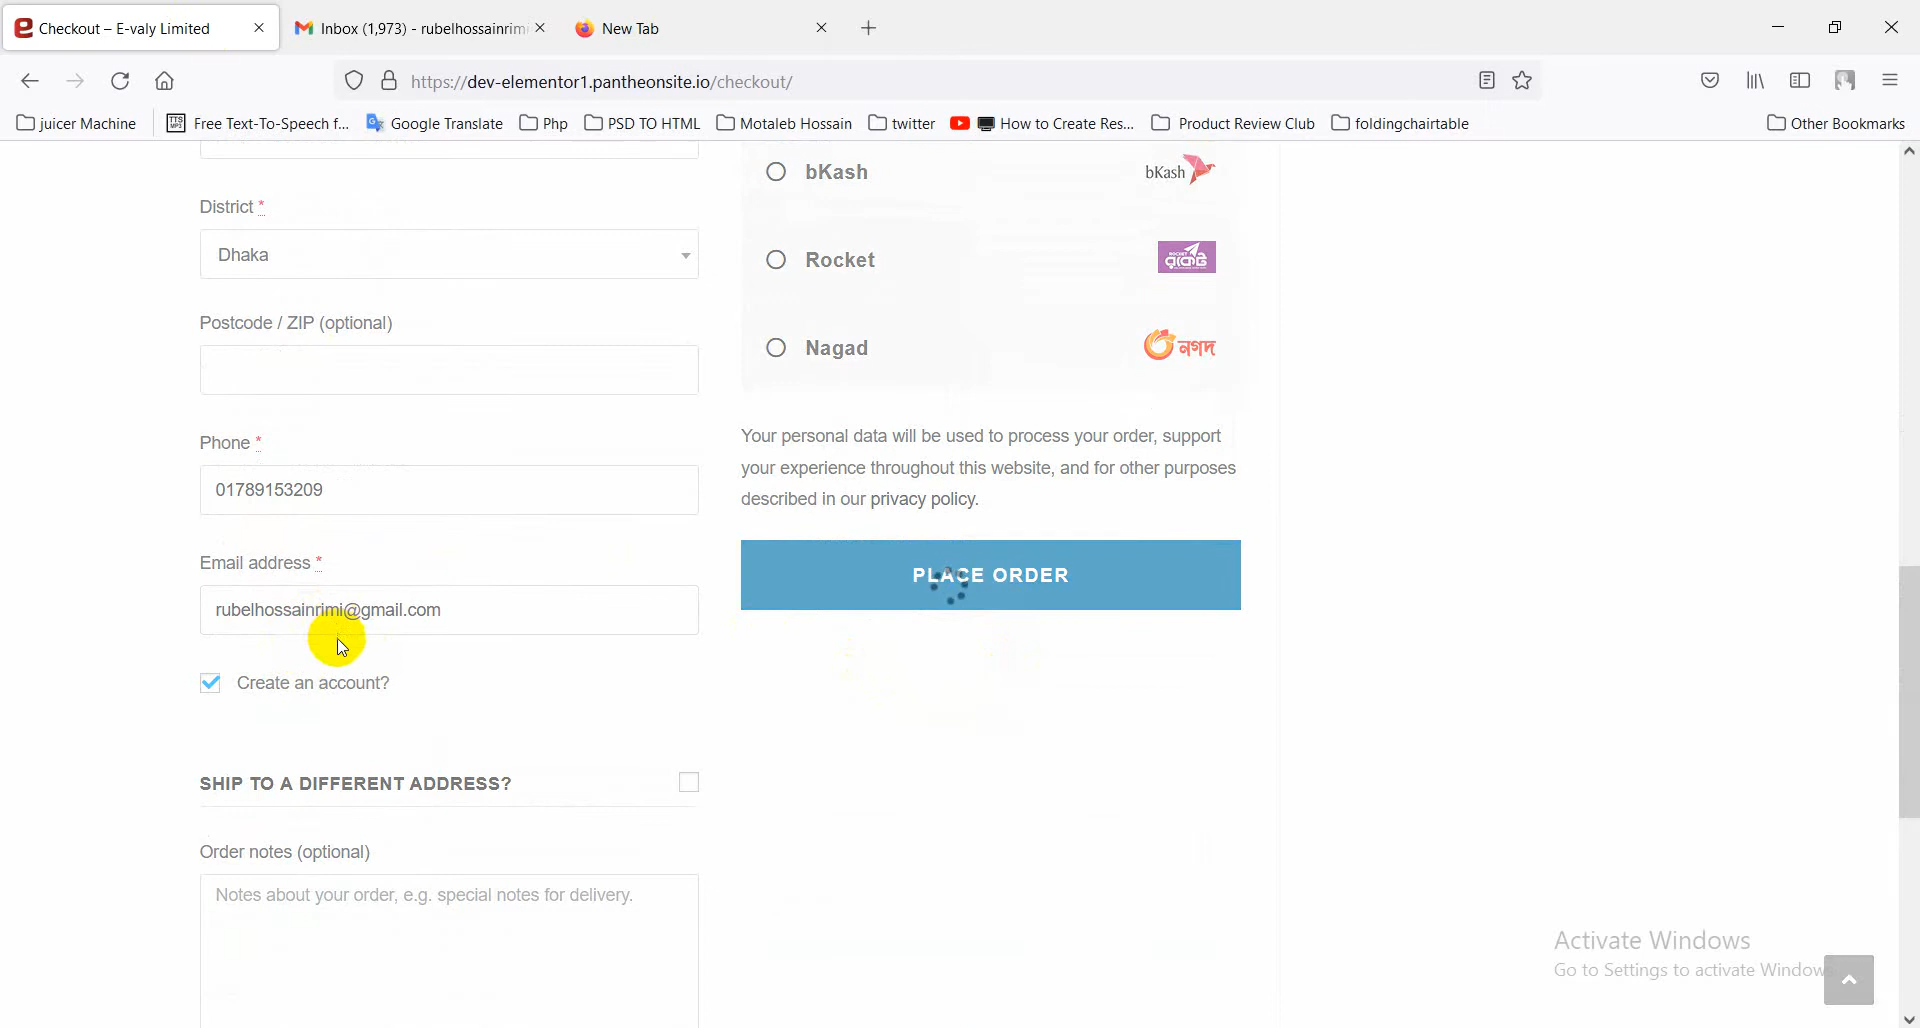 Checkout – E-valy Limited
Inbox (1,973) - rubelhossainrimi
New Tab
https://dev-elementor1.pantheonsite.io/checkout/
juicer Machine
Free Text-To-Speech f...
Google Translate
Php
PSD TO HTML
Motaleb Hossain
twitter
How to Create Res...
Product Review Club
foldingchairtable
Other Bookmarks
District *
Dhaka
Postcode / ZIP (optional)
Phone *
01789153209
Email address *
rubelhossainrimi@gmail.com
Create an account?
SHIP TO A DIFFERENT ADDRESS?
Order notes (optional)
Notes about your order, e.g. special notes for delivery.
bKash
bKash
Rocket
রকেট
Nagad
নগদ
Your personal data will be used to process your order, support
your experience throughout this website, and for other purposes
described in our privacy policy.
PLACE ORDER
Activate Windows
Go to Settings to activate Windows